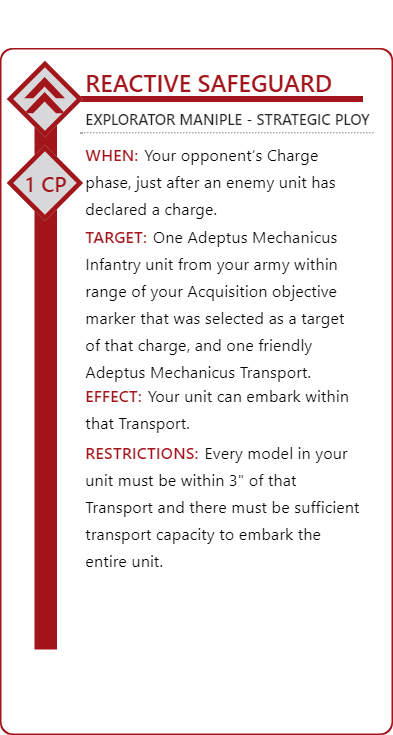 REACTIVE SAFEGUARD
EXPLORATOR MANIPLE - STRATEGIC PLOY
1 CP
WHEN: Your opponent’s Charge
phase, just after an enemy unit has
declared a charge.
TARGET: One Adeptus Mechanicus
Infantry unit from your army within
range of your Acquisition objective
marker that was selected as a target
of that charge, and one friendly
Adeptus Mechanicus Transport.
EFFECT: Your unit can embark within
that Transport.
RESTRICTIONS: Every model in your
unit must be within 3" of that
Transport and there must be sufficient
transport capacity to embark the
entire unit.